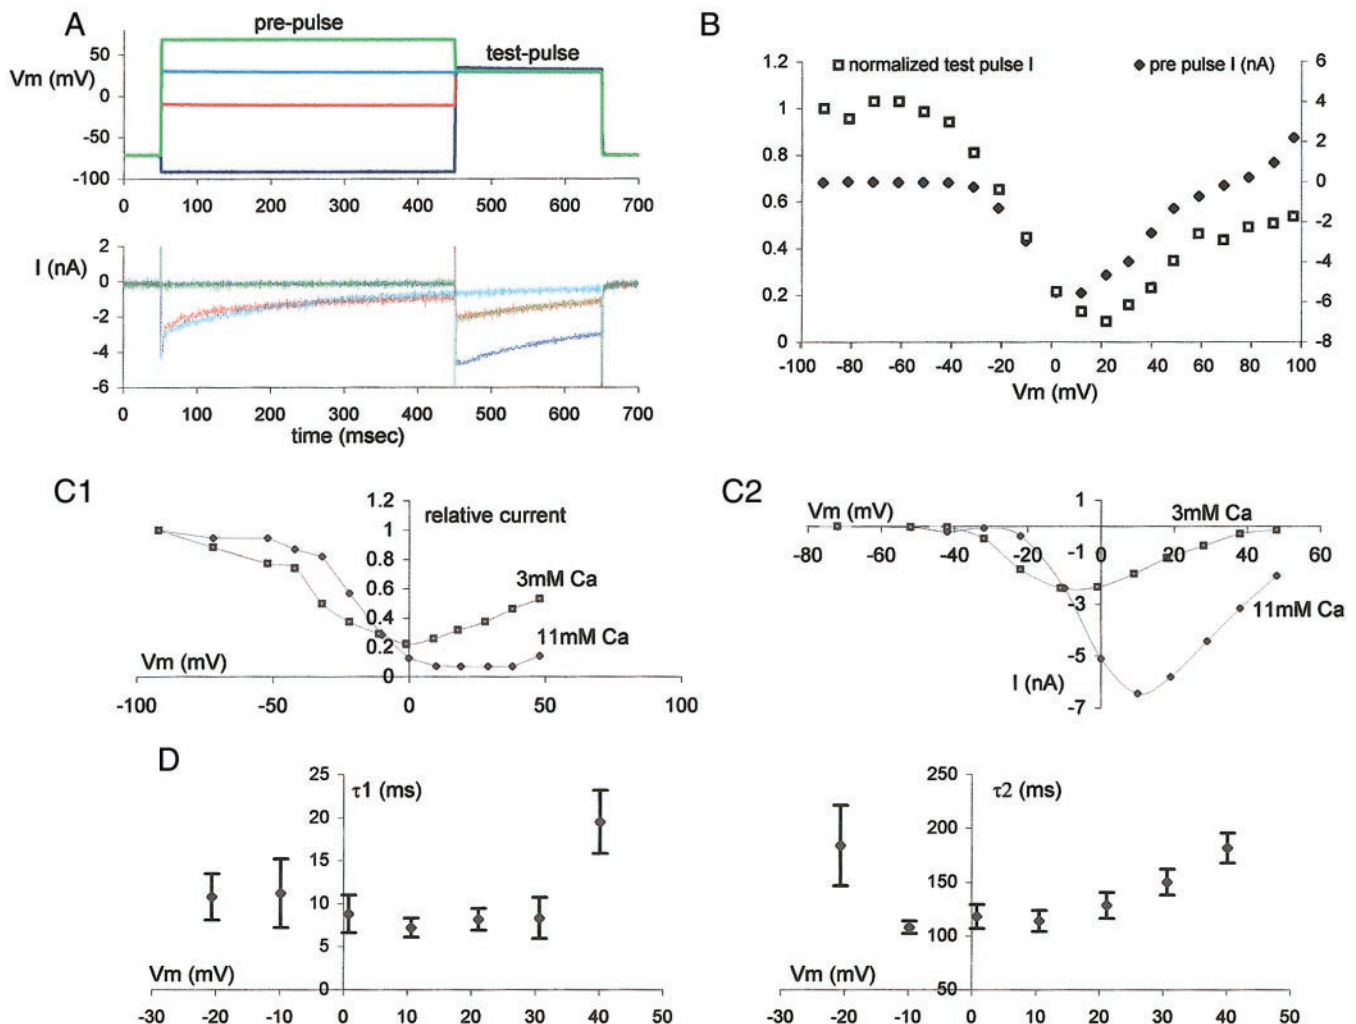 A
pre-pulse
test-pulse
Vm (mV)
50
0
-50
-100
0 100 200 300 400 500 600 700
I (nA)
2
0
-2
-4
-6
0 100 200 300 400 500 600 700
time (msec)
B
normalized test pulse I
pre pulse I (nA)
1.2
1
0.8
0.6
0.4
0.2
0
6
4
2
0
-2
-4
-6
-8
-100 -80 -60 -40 -20 0 20 40 60 80 100
Vm (mV)
C1
1.2
1
0.8
0.6
0.4
0.2
0
relative current
3mM Ca
11mM Ca
Vm (mV)
-100 -50 0 50 100
C2
Vm (mV)
1
3mM Ca
-80 -60 -40 -20 0 20 40 60
-1
-3
-5
-7
11mM Ca
I (nA)
D
25
20
15
10
5
0
τ1 (ms)
Vm (mV)
-30 -20 -10 0 10 20 30 40 50
250
200
150
100
50
τ2 (ms)
Vm (mV)
-30 -20 -10 0 10 20 30 40 50